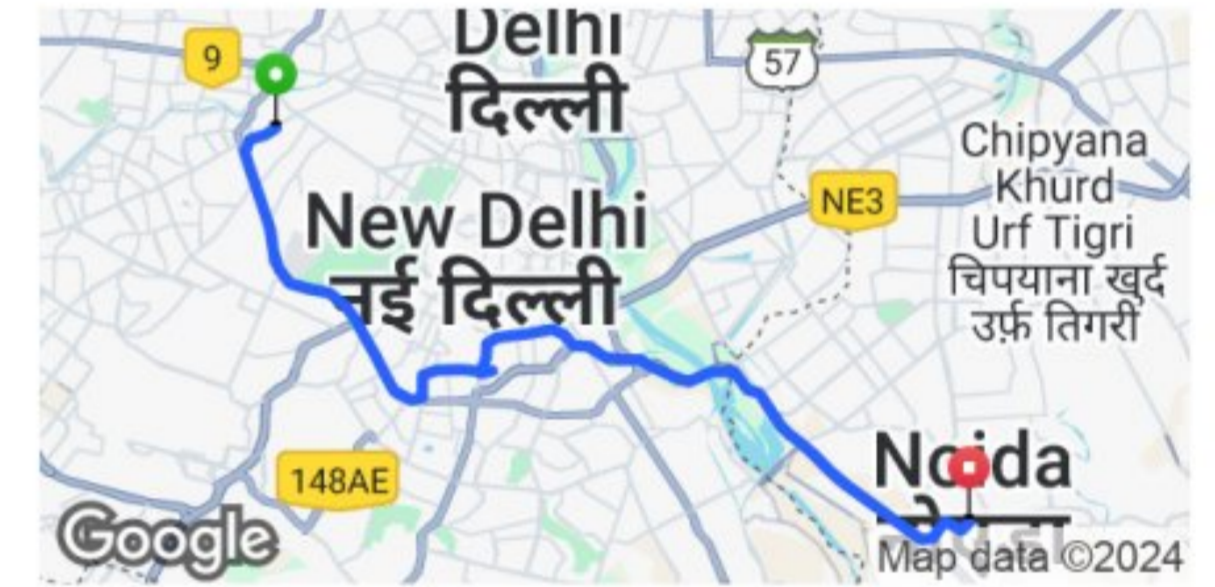 Delhi
दिल्ली
9
57
Chipyana
Khurd
Urf Tigri
चिपयाना खुर्द
उर्फ़ तिगरी
NE3
New Delhi
नई दिल्ली
148AE
Noida
Google
Map data ©2024